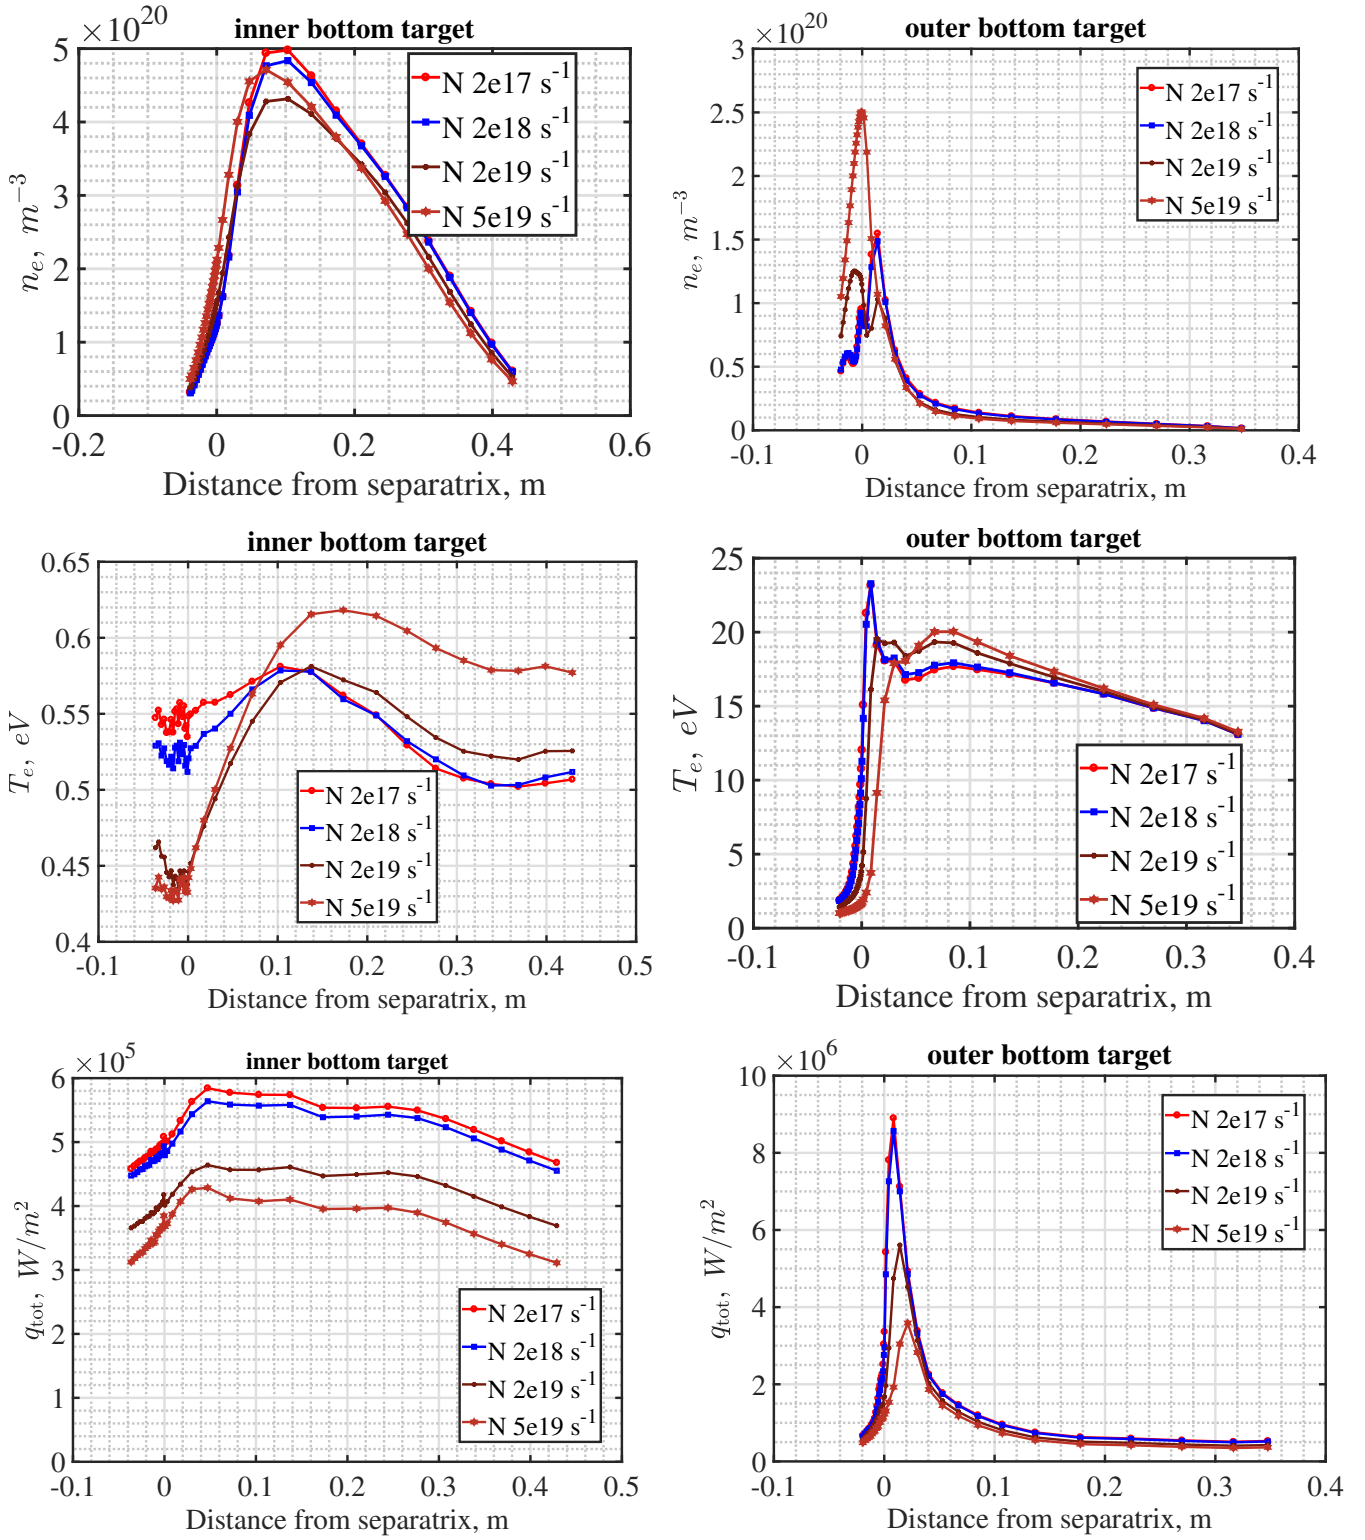 ×10^20
inner bottom target
n_e, m^-3
5
4
3
2
1
0
-0.2 0 0.2 0.4 0.6
Distance from separatrix, m
N 2e17 s^-1
N 2e18 s^-1
N 2e19 s^-1
N 5e19 s^-1
×10^20
outer bottom target
n_e, m^-3
3
2.5
2
1.5
1
0.5
0
-0.1 0 0.1 0.2 0.3 0.4
Distance from separatrix, m
N 2e17 s^-1
N 2e18 s^-1
N 2e19 s^-1
N 5e19 s^-1
inner bottom target
T_e, eV
0.65
0.6
0.55
0.5
0.45
0.4
-0.1 0 0.1 0.2 0.3 0.4 0.5
Distance from separatrix, m
N 2e17 s^-1
N 2e18 s^-1
N 2e19 s^-1
N 5e19 s^-1
outer bottom target
T_e, eV
25
20
15
10
5
0
-0.1 0 0.1 0.2 0.3 0.4
Distance from separatrix, m
N 2e17 s^-1
N 2e18 s^-1
N 2e19 s^-1
N 5e19 s^-1
×10^5
inner bottom target
q_tot, W/m^2
6
5
4
3
2
1
0
-0.1 0 0.1 0.2 0.3 0.4 0.5
Distance from separatrix, m
N 2e17 s^-1
N 2e18 s^-1
N 2e19 s^-1
N 5e19 s^-1
×10^6
outer bottom target
q_tot, W/m^2
10
8
6
4
2
0
-0.1 0 0.1 0.2 0.3 0.4
Distance from separatrix, m
N 2e17 s^-1
N 2e18 s^-1
N 2e19 s^-1
N 5e19 s^-1